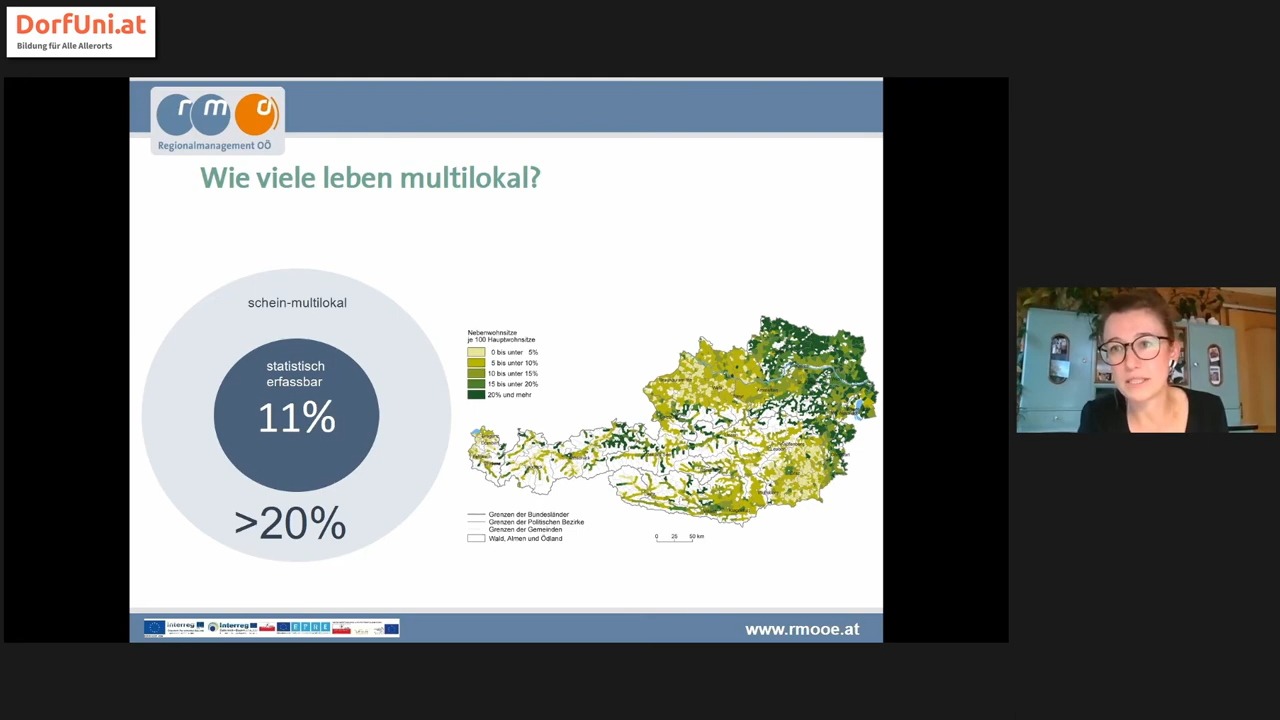 DorfUni.at
Bildung für Alle Allerorts
rmd
Regionalmanagement OÖ
Wie viele leben multilokal?
schein-multilokal
statistisch
erfassbar
11%
>20%
Nebenwohnsitze
je 100 Hauptwohnsitze
0 bis unter 5%
5 bis unter 10%
10 bis unter 15%
15 bis unter 20%
20% und mehr
Grenzen der Bundesländer
Grenzen der Politischen Bezirke
Grenzen der Gemeinden
Wald, Almen und Ödland
0 25 50 km
interreg
interreg
www.rmooe.at